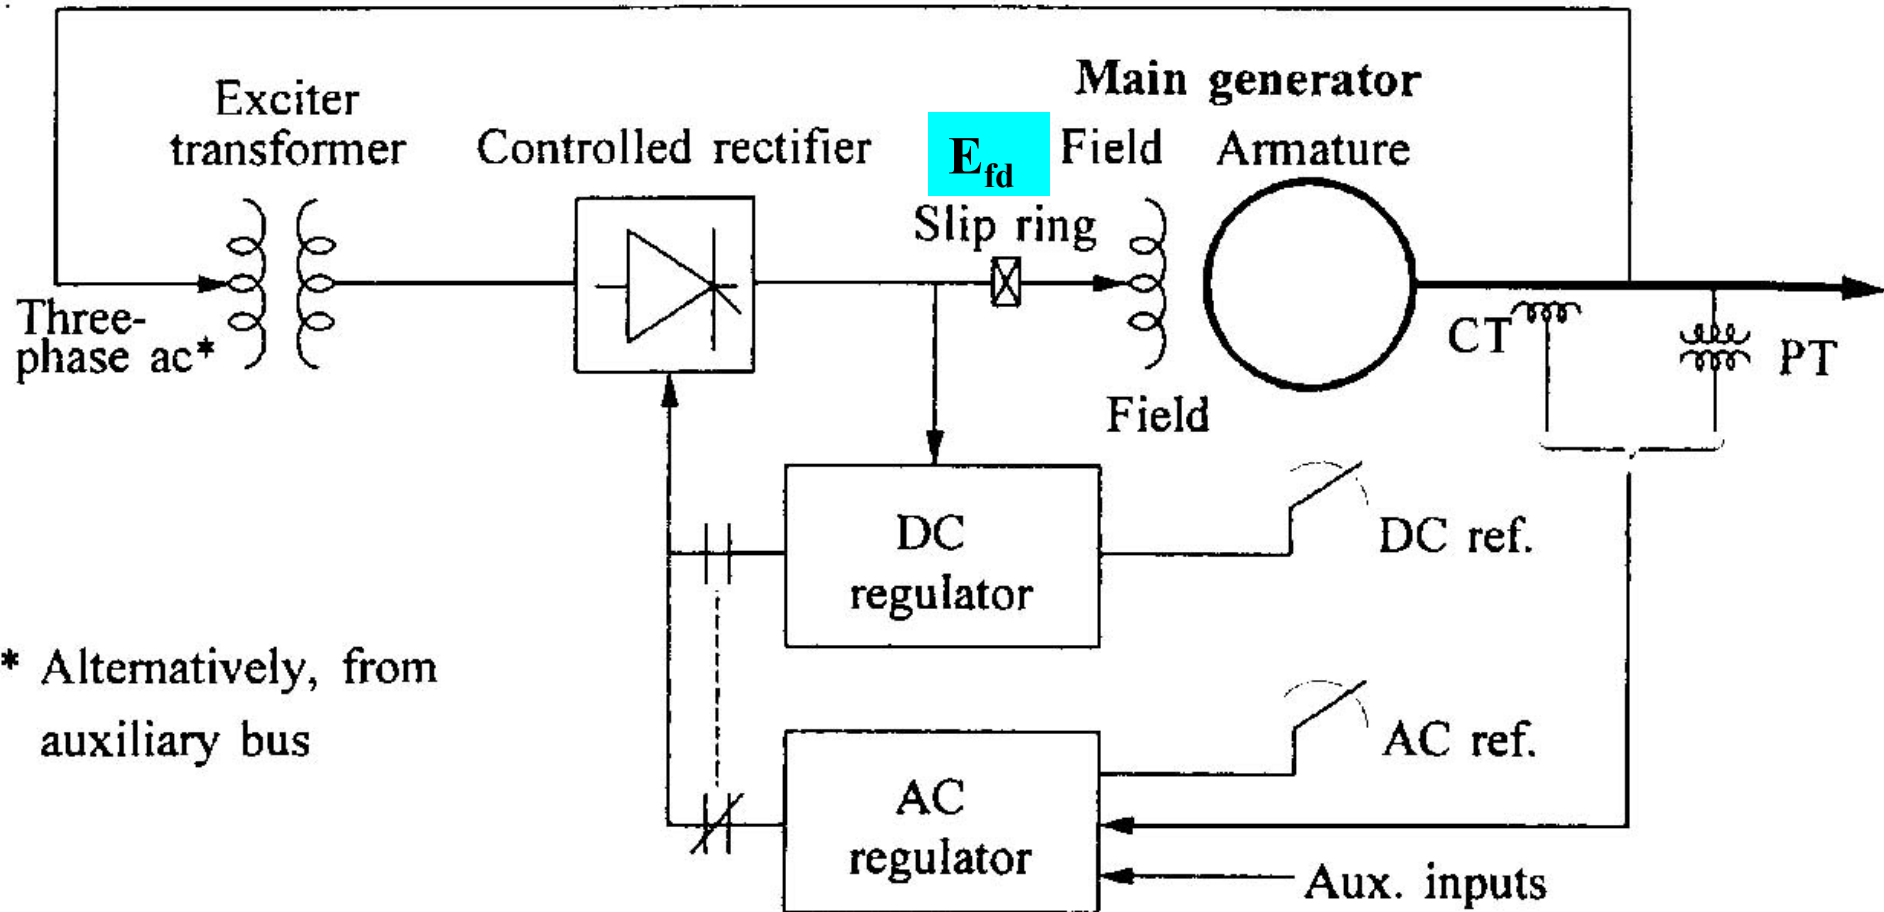 Main generator
Exciter
transformer
Controlled rectifier
Efd
Field
Armature
Slip ring
Three-
phase ac*
CT
PT
Field
DC
regulator
DC ref.
* Alternatively, from
auxiliary bus
AC
regulator
AC ref.
Aux. inputs